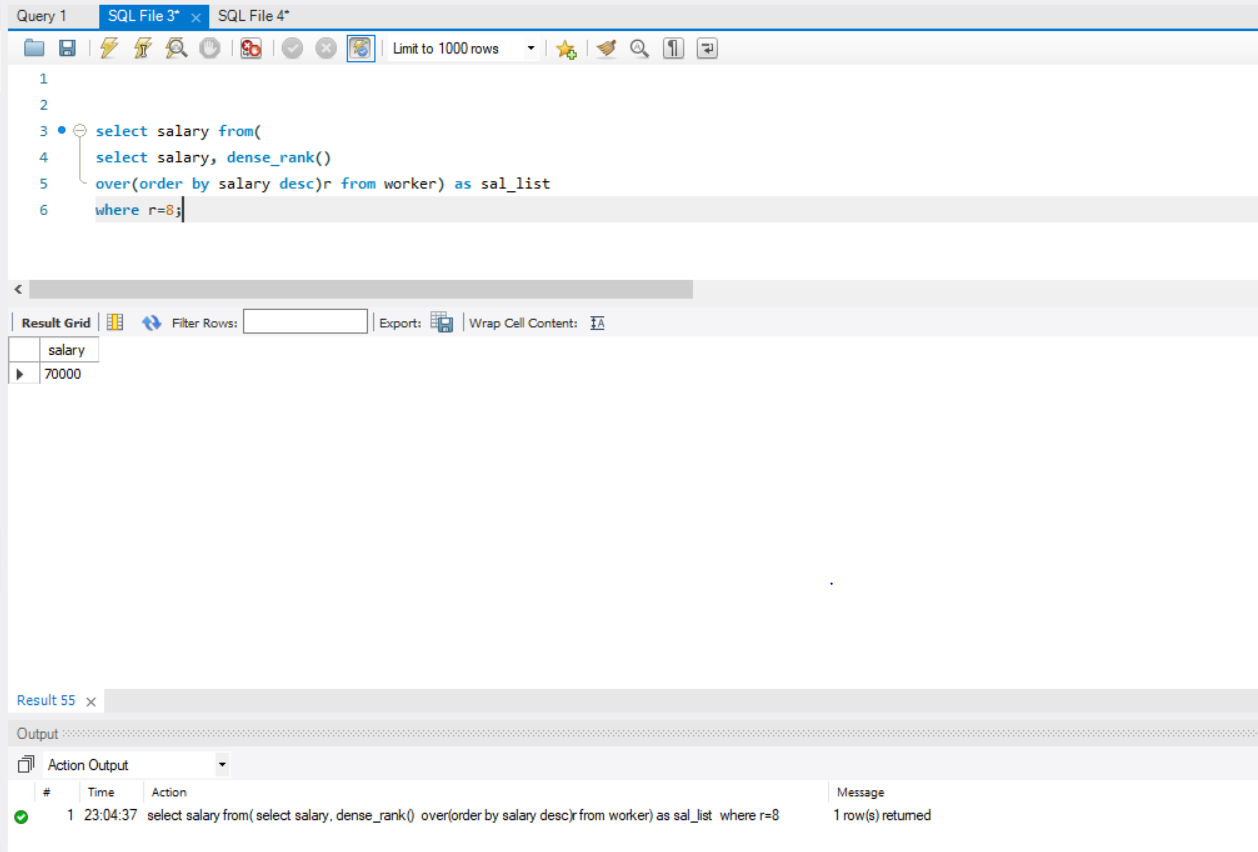 Query 1 SQL File 3* × SQL File 4*
Limit to 1000 rows
1
2
3 select salary from(
4 select salary, dense_rank()
5 over(order by salary desc)r from worker) as sal_list
6 where r=8;
Result Grid Filter Rows: Export: Wrap Cell Content:
salary
70000
Result 55 ×
Output
Action Output
# Time Action Message
1 23:04:37 select salary from( select salary, dense_rank() over(order by salary desc)r from worker) as sal_list where r=8 1 row(s) returned